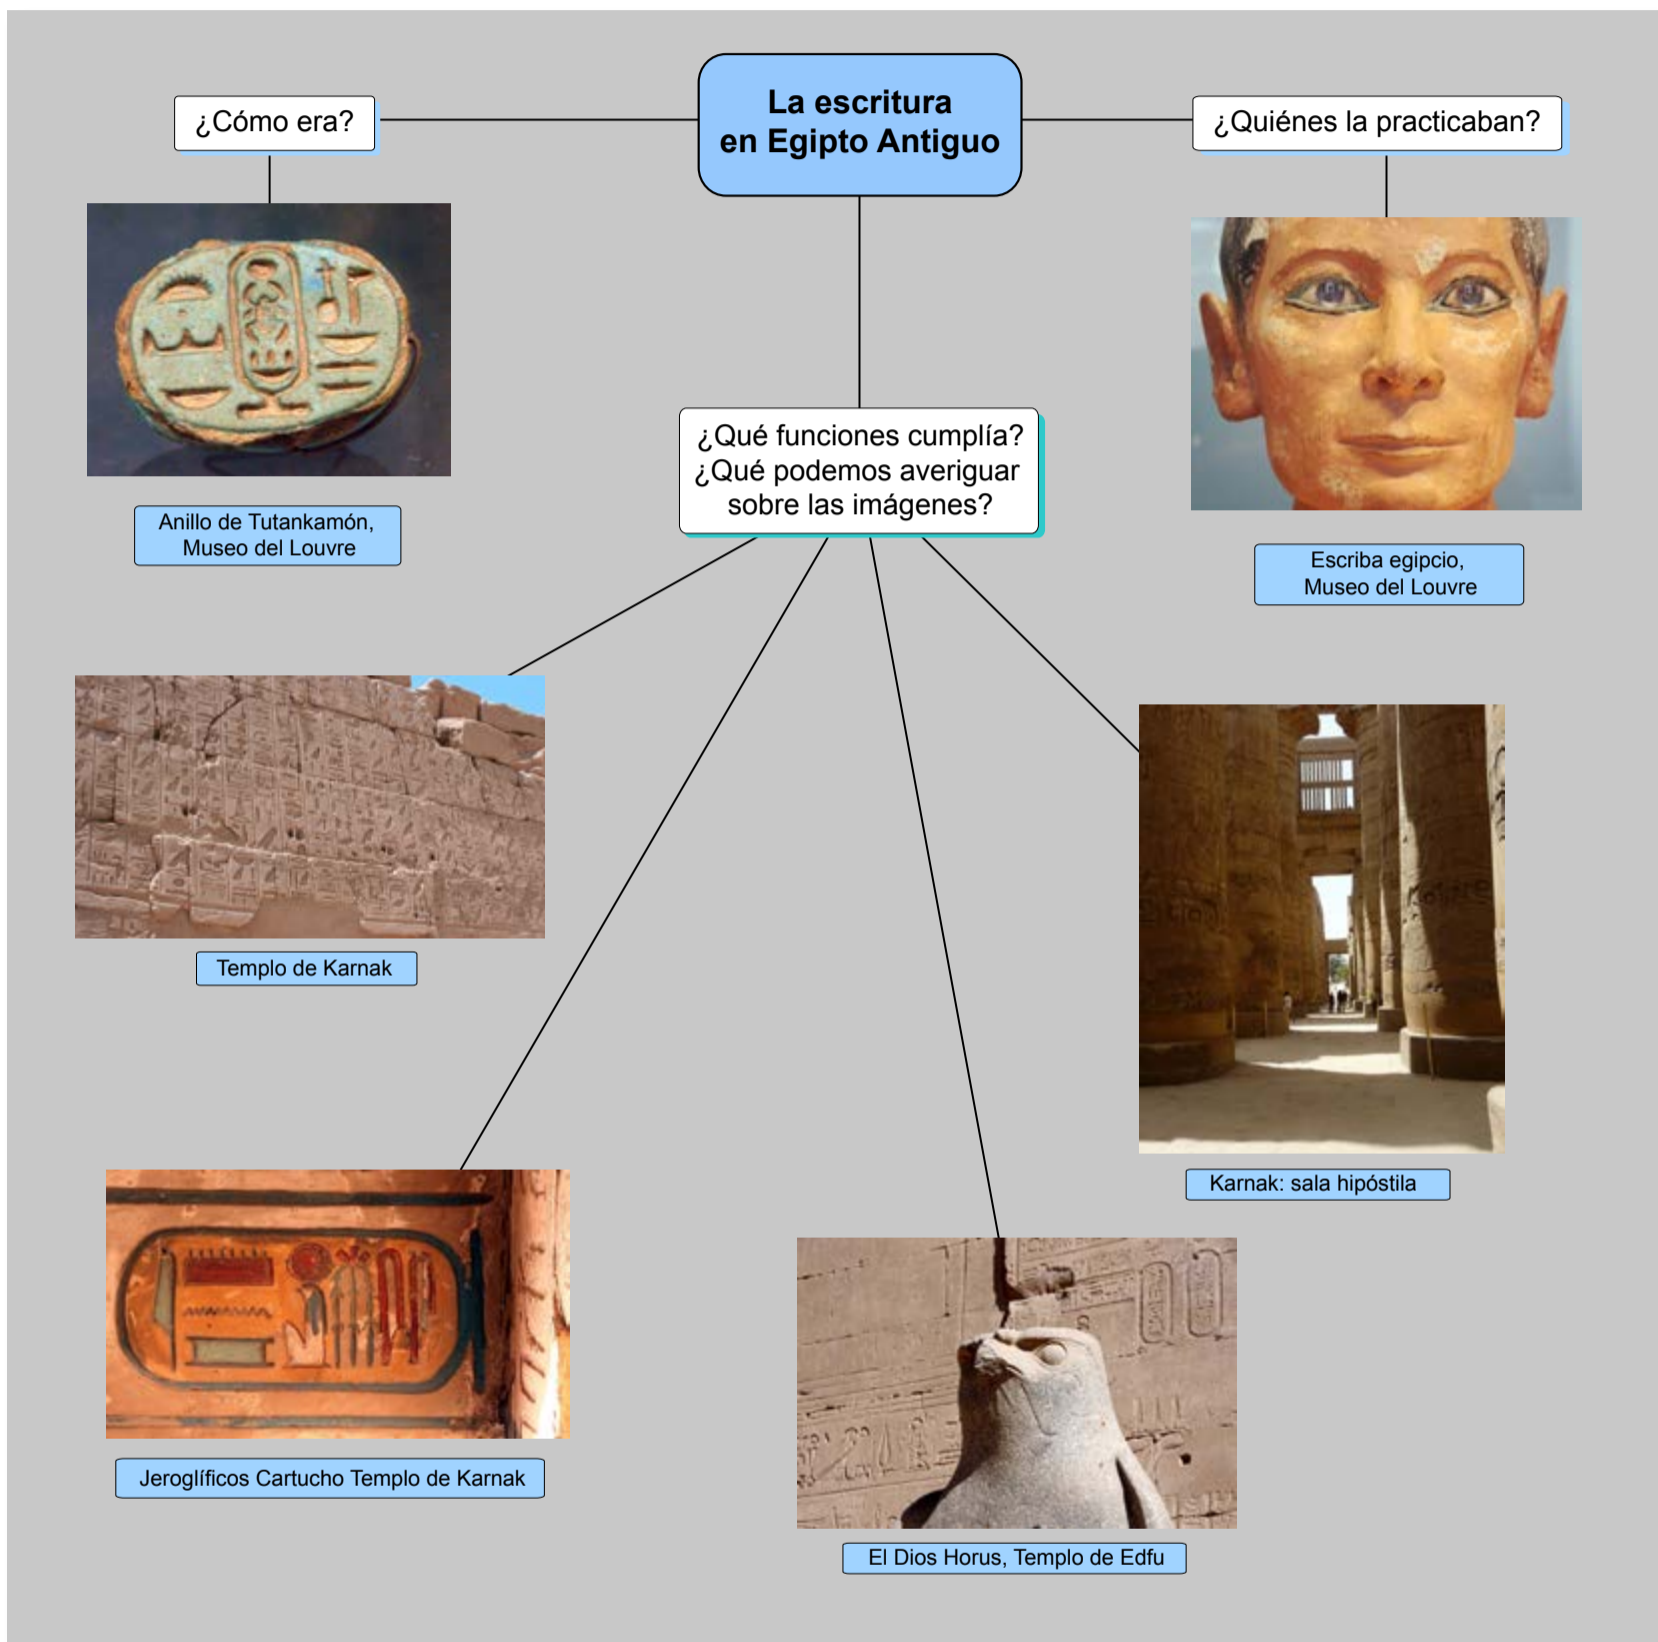 La escritura
en Egipto Antiguo
¿Cómo era?
¿Quiénes la practicaban?
Anillo de Tutankamón,
Museo del Louvre
¿Qué funciones cumplía?
¿Qué podemos averiguar
sobre las imágenes?
Escriba egipcio,
Museo del Louvre
Templo de Karnak
Karnak: sala hipóstila
Jeroglíficos Cartucho Templo de Karnak
El Dios Horus, Templo de Edfu